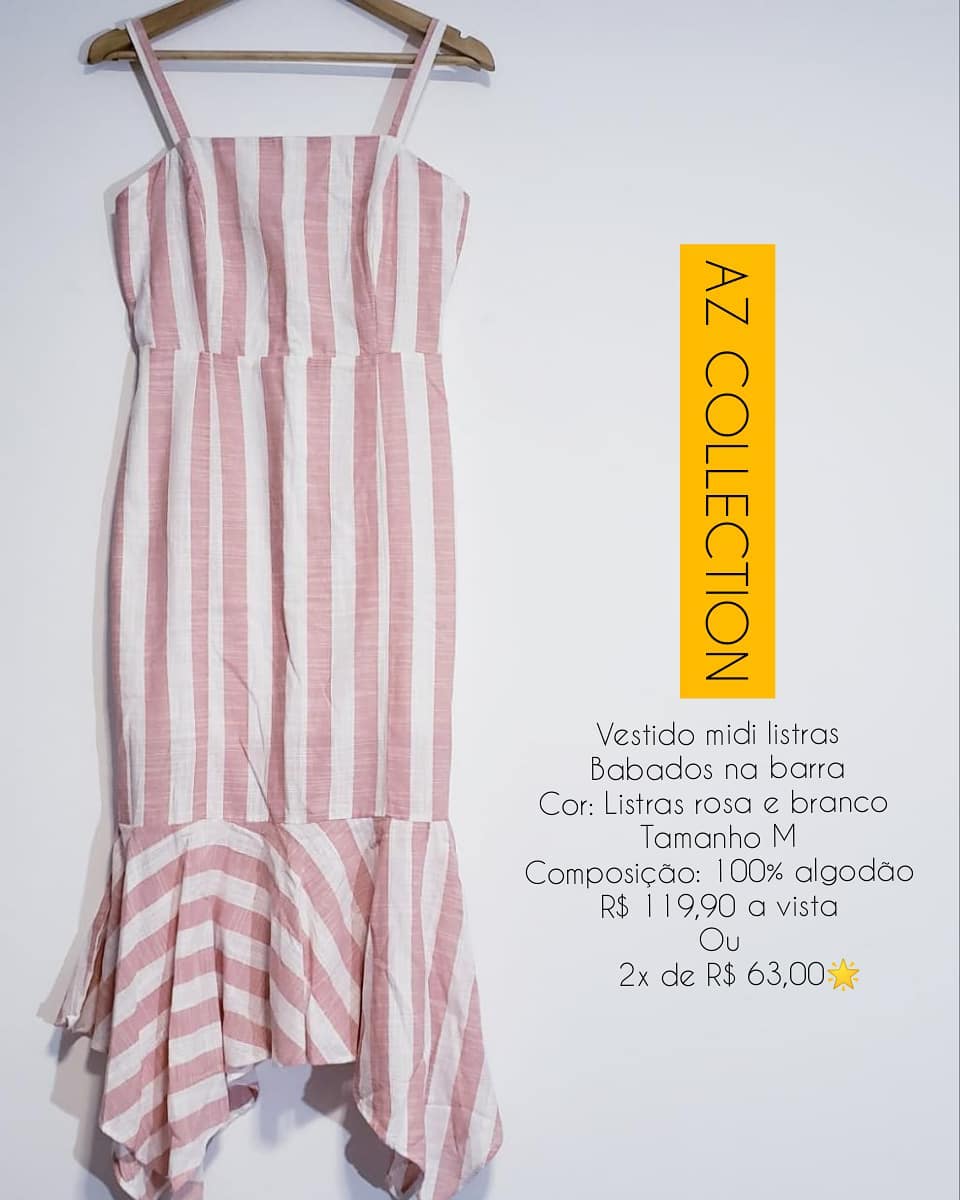 AZ COLLECTION
Vestido midi listras
Babados na barra
Cor: Listras rosa e branco
Tamanho M
Composição: 100% algodão
R$ 119,90 a vista
Ou
2x de R$ 63,00🌟